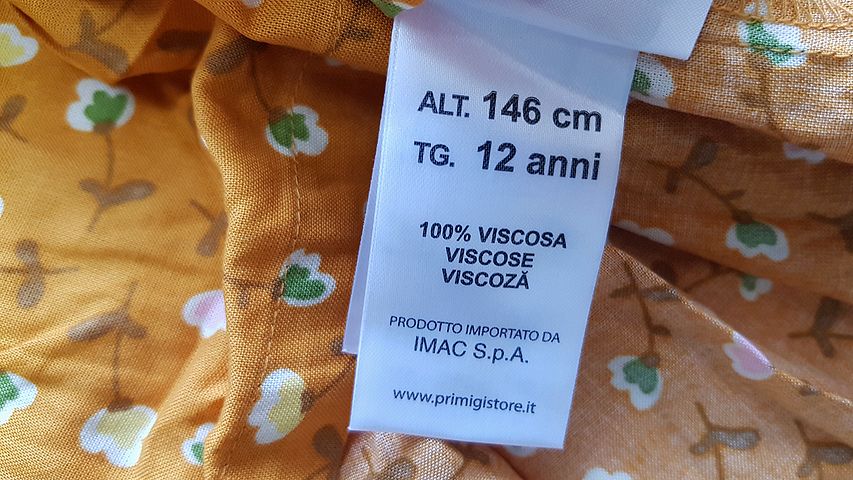 ALT. 146 cm
TG. 12 anni
100% VISCOSA
VISCOSE
VISCOZĂ
PRODOTTO IMPORTATO DA
IMAC S.p.A.
www.primigistore.it